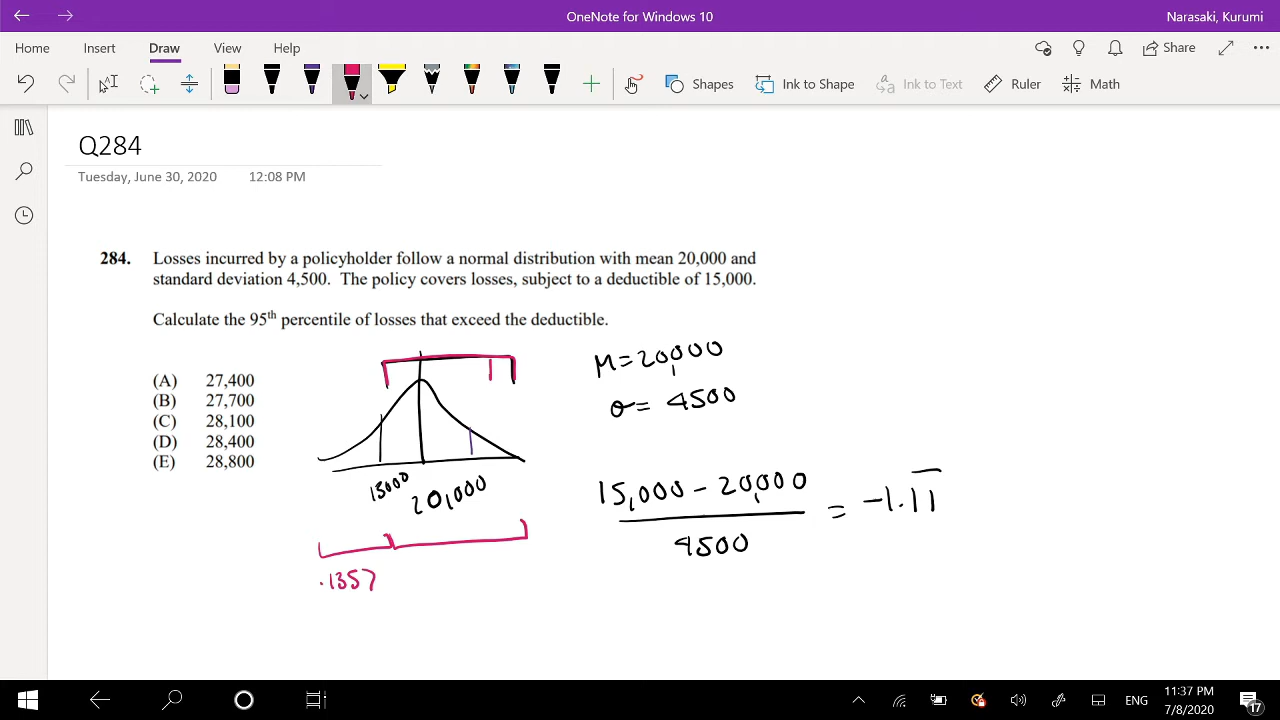 OneNote for Windows 10
Narasaki, Kurumi
Home Insert Draw View Help
Share
Shapes Ink to Shape Ink to Text Ruler Math
Q284
Tuesday, June 30, 2020 12:08 PM
284. Losses incurred by a policyholder follow a normal distribution with mean 20,000 and
standard deviation 4,500. The policy covers losses, subject to a deductible of 15,000.
Calculate the 95th percentile of losses that exceed the deductible.
(A) 27,400
(B) 27,700
(C) 28,100
(D) 28,400
(E) 28,800
15000
20,000
.1357
μ = 20,000
σ = 4500
15,000 - 20,000
4500
= -1.11
ENG
11:37 PM
7/8/2020
17